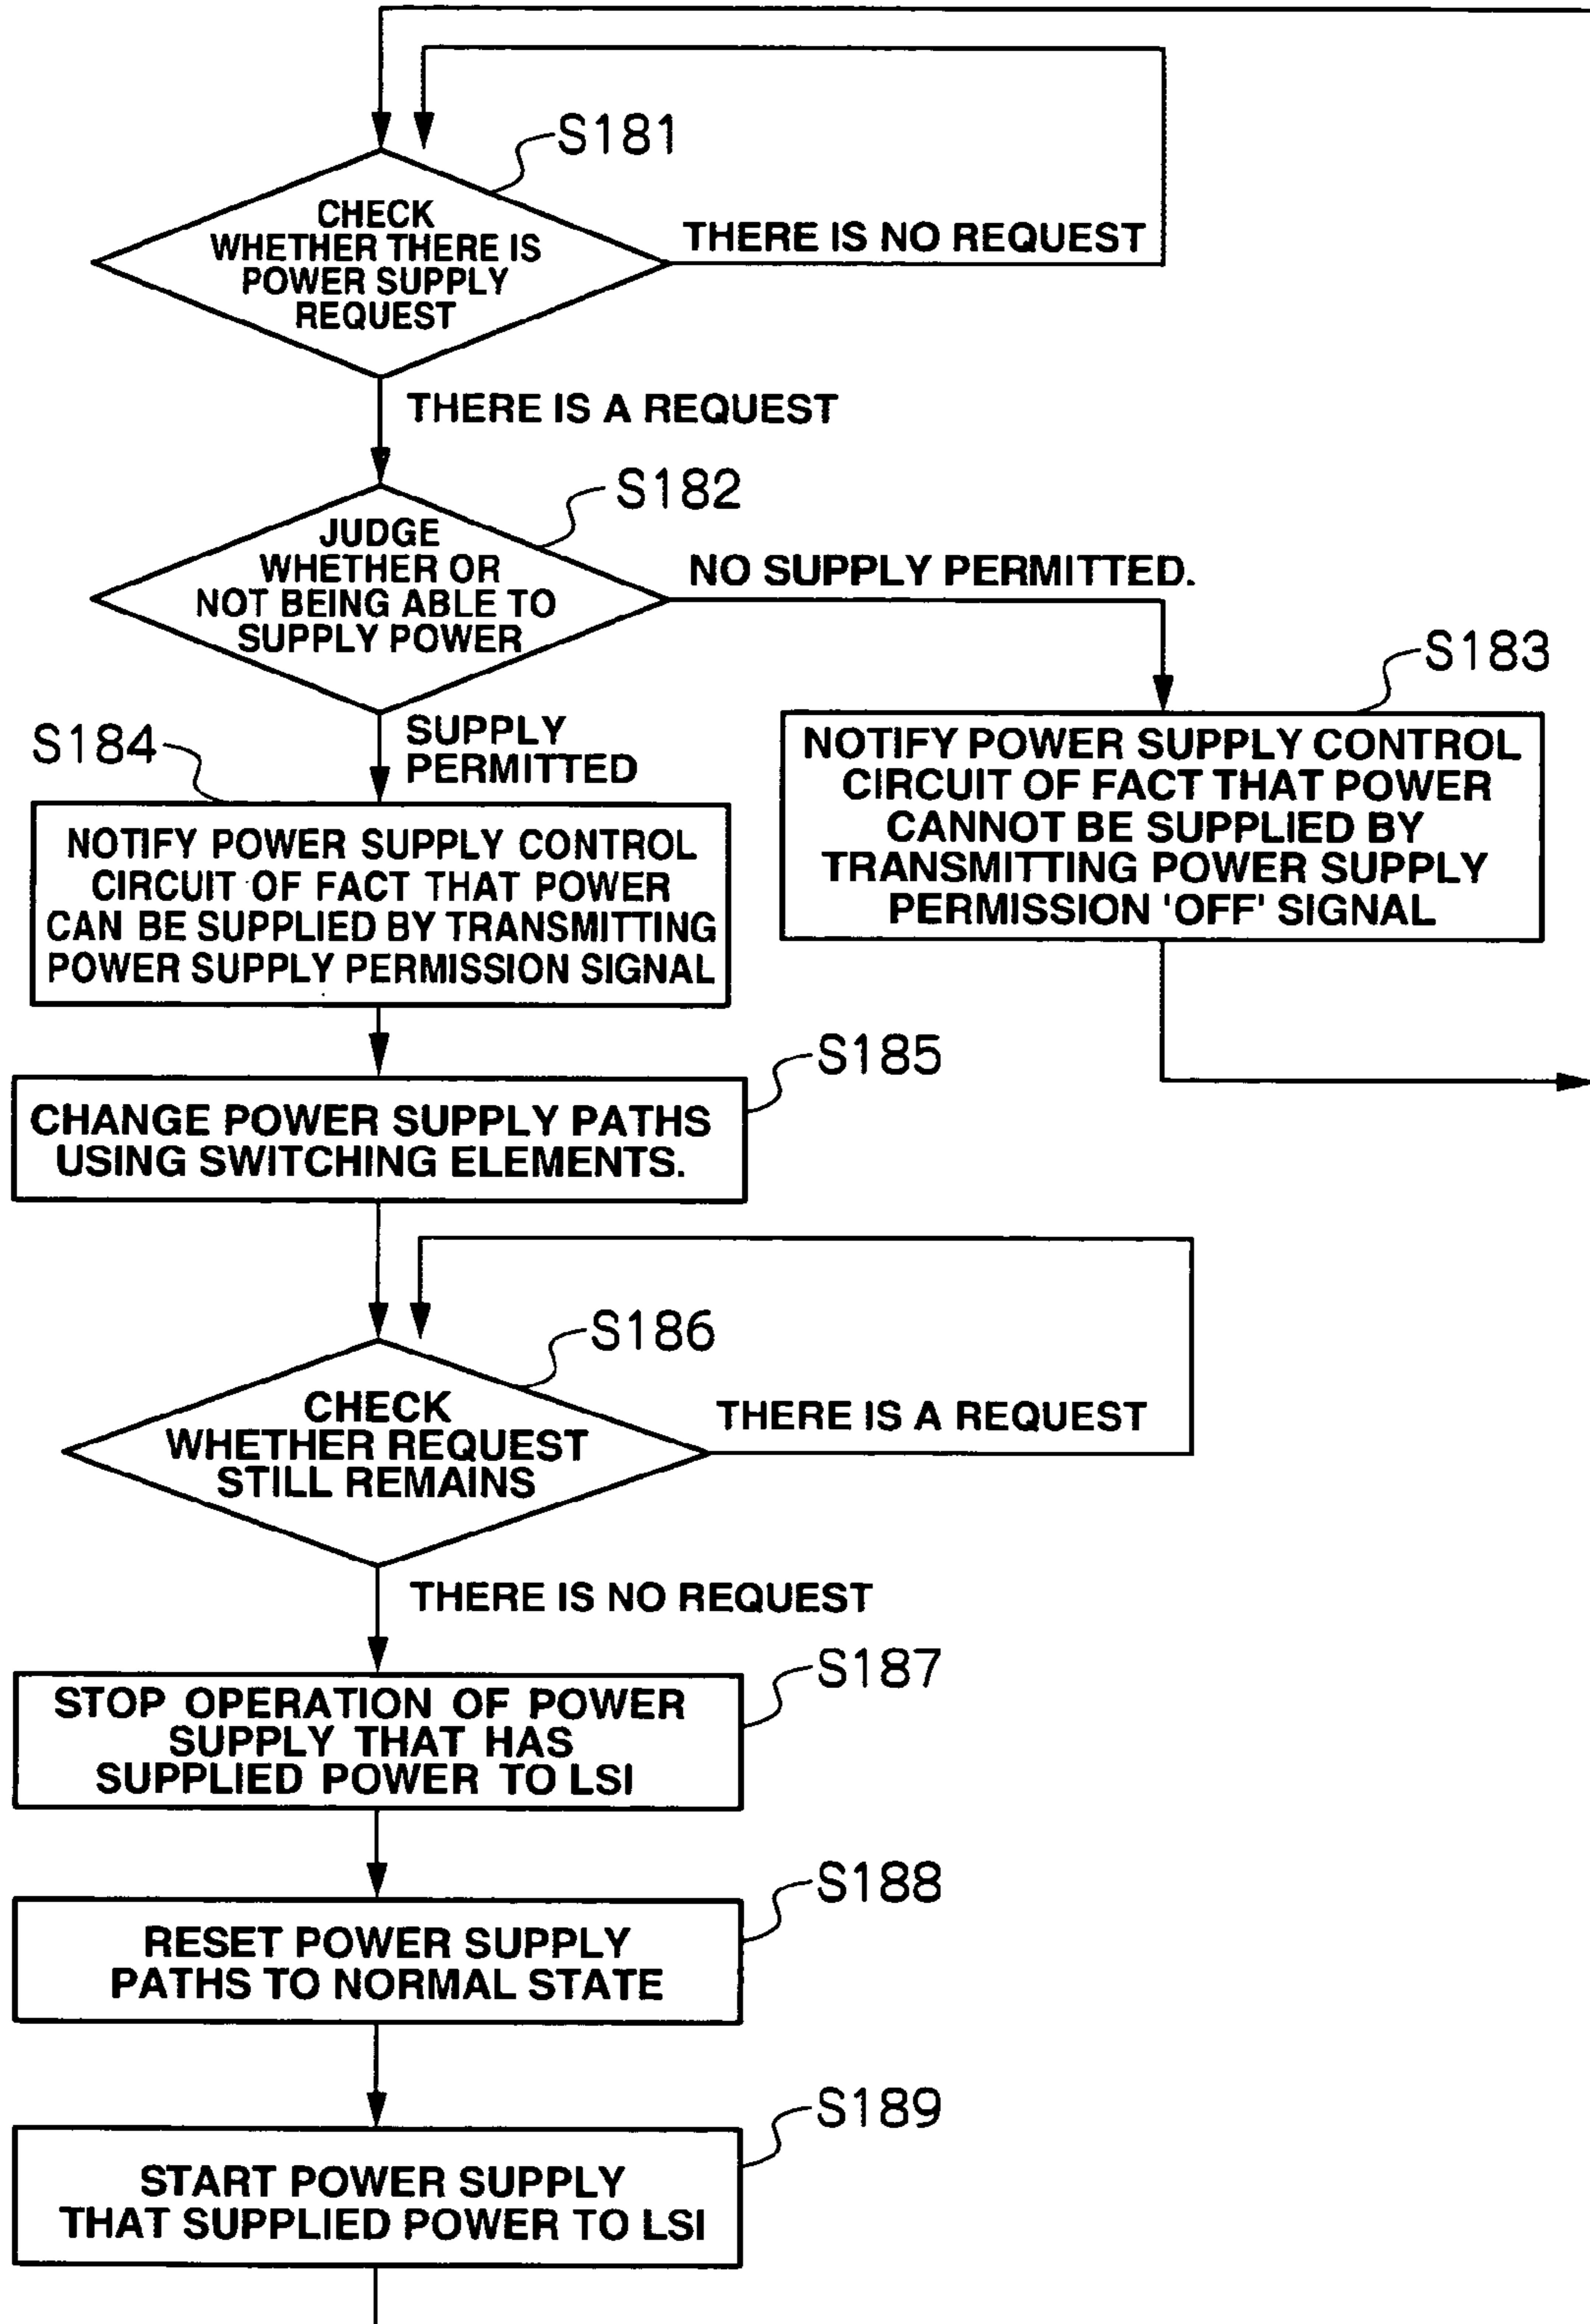 S181
CHECK
WHETHER THERE IS
POWER SUPPLY
REQUEST
THERE IS NO REQUEST
THERE IS A REQUEST
S182
JUDGE
WHETHER OR
NOT BEING ABLE TO
SUPPLY POWER
NO SUPPLY PERMITTED.
SUPPLY
PERMITTED
S183
NOTIFY POWER SUPPLY CONTROL
CIRCUIT OF FACT THAT POWER
CANNOT BE SUPPLIED BY
TRANSMITTING POWER SUPPLY
PERMISSION 'OFF' SIGNAL
S184
NOTIFY POWER SUPPLY CONTROL
CIRCUIT OF FACT THAT POWER
CAN BE SUPPLIED BY TRANSMITTING
POWER SUPPLY PERMISSION SIGNAL
S185
CHANGE POWER SUPPLY PATHS
USING SWITCHING ELEMENTS.
S186
CHECK
WHETHER REQUEST
STILL REMAINS
THERE IS A REQUEST
THERE IS NO REQUEST
S187
STOP OPERATION OF POWER
SUPPLY THAT HAS
SUPPLIED POWER TO LSI
S188
RESET POWER SUPPLY
PATHS TO NORMAL STATE
S189
START POWER SUPPLY
THAT SUPPLIED POWER TO LSI